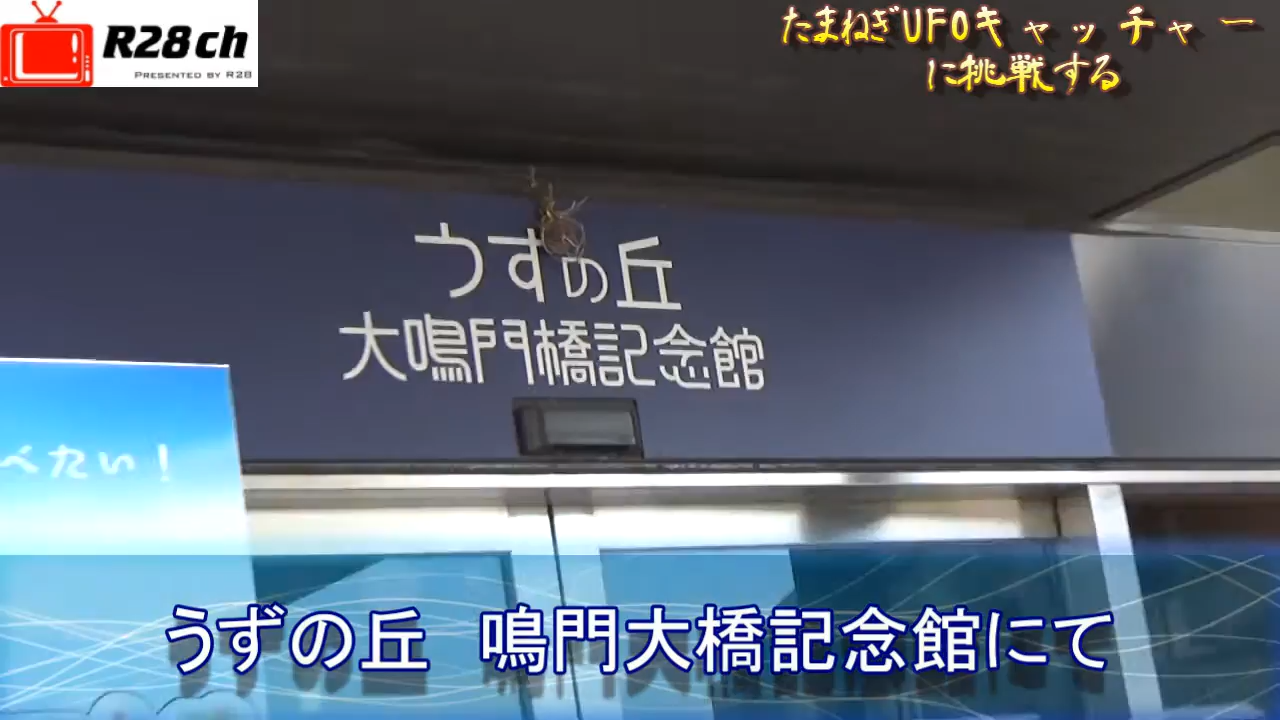 R28ch
PRESENTED BY R28
たまねぎUFOキャッチャー
に挑戦する
うずの丘
大鳴門橋記念館
べたい！
うずの丘 鳴門大橋記念館にて